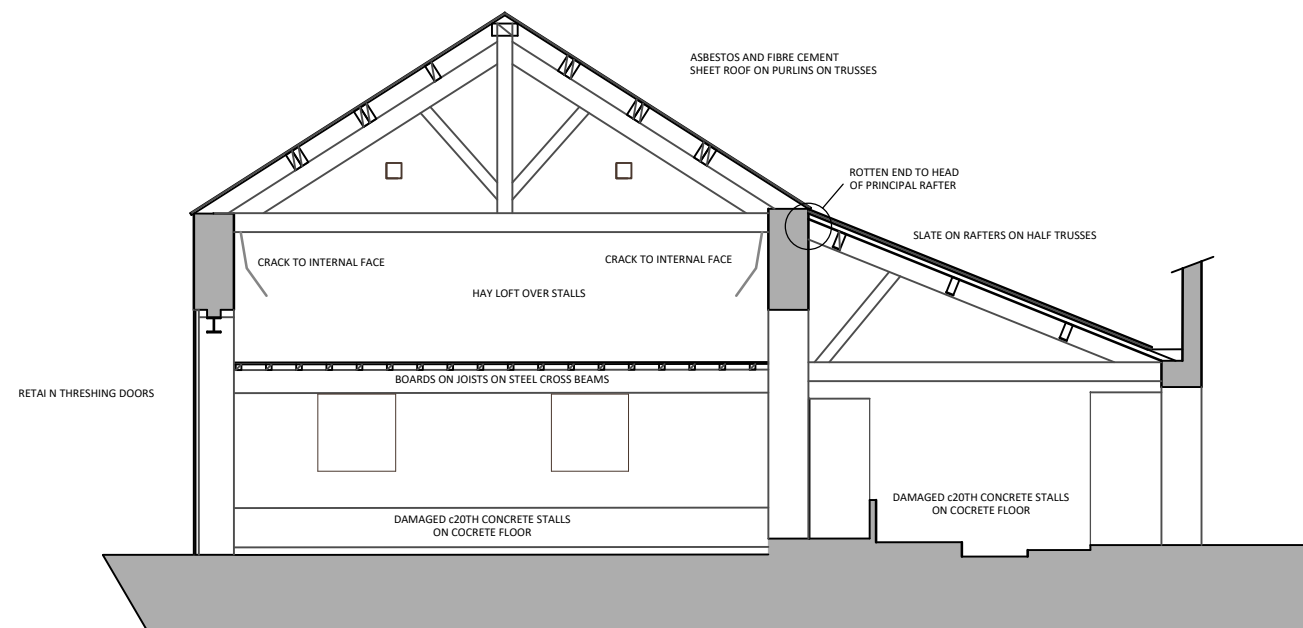 ASBESTOS AND FIBRE CEMENT
SHEET ROOF ON PURLINS ON TRUSSES
ROTTEN END TO HEAD
OF PRINCIPAL RAFTER
SLATE ON RAFTERS ON HALF TRUSSES
CRACK TO INTERNAL FACE
CRACK TO INTERNAL FACE
HAY LOFT OVER STALLS
BOARDS ON JOISTS ON STEEL CROSS BEAMS
RETAI N THRESHING DOORS
DAMAGED c20TH CONCRETE STALLS
ON COCRETE FLOOR
DAMAGED c20TH CONCRETE STALLS
ON COCRETE FLOOR